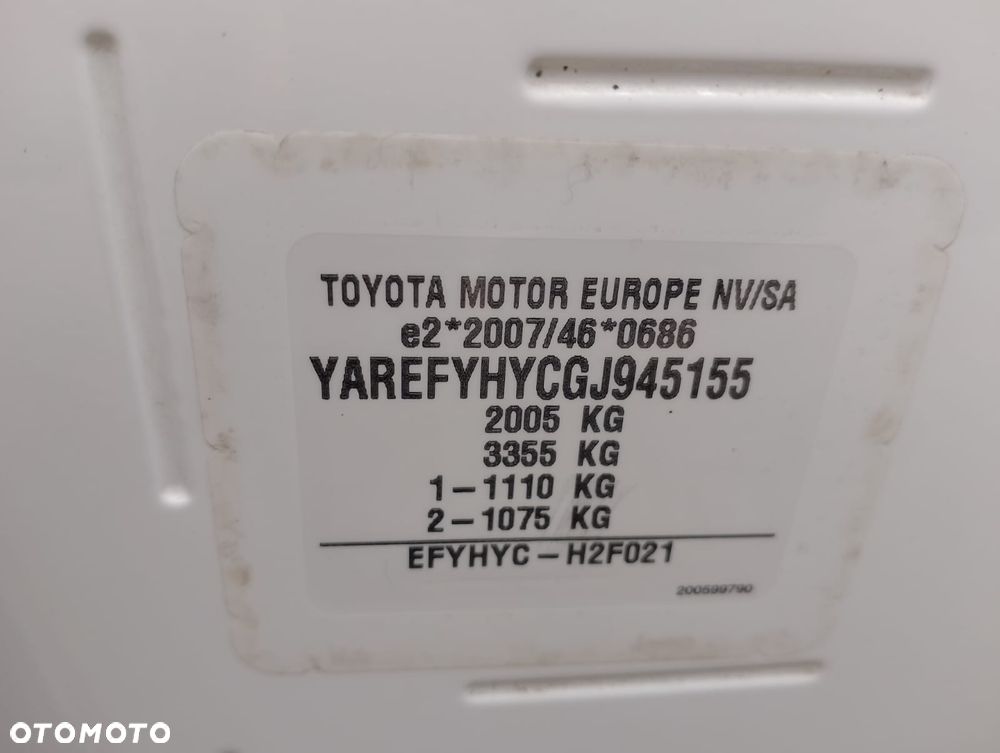 TOYOTA MOTOR EUROPE NV/SA
e2*2007/46*0686
YAREFYHYCGJ945155
2005 KG
3355 KG
1-1110 KG
2-1075 KG
EFYHYC-H2F021
200599790
OTOMOTO